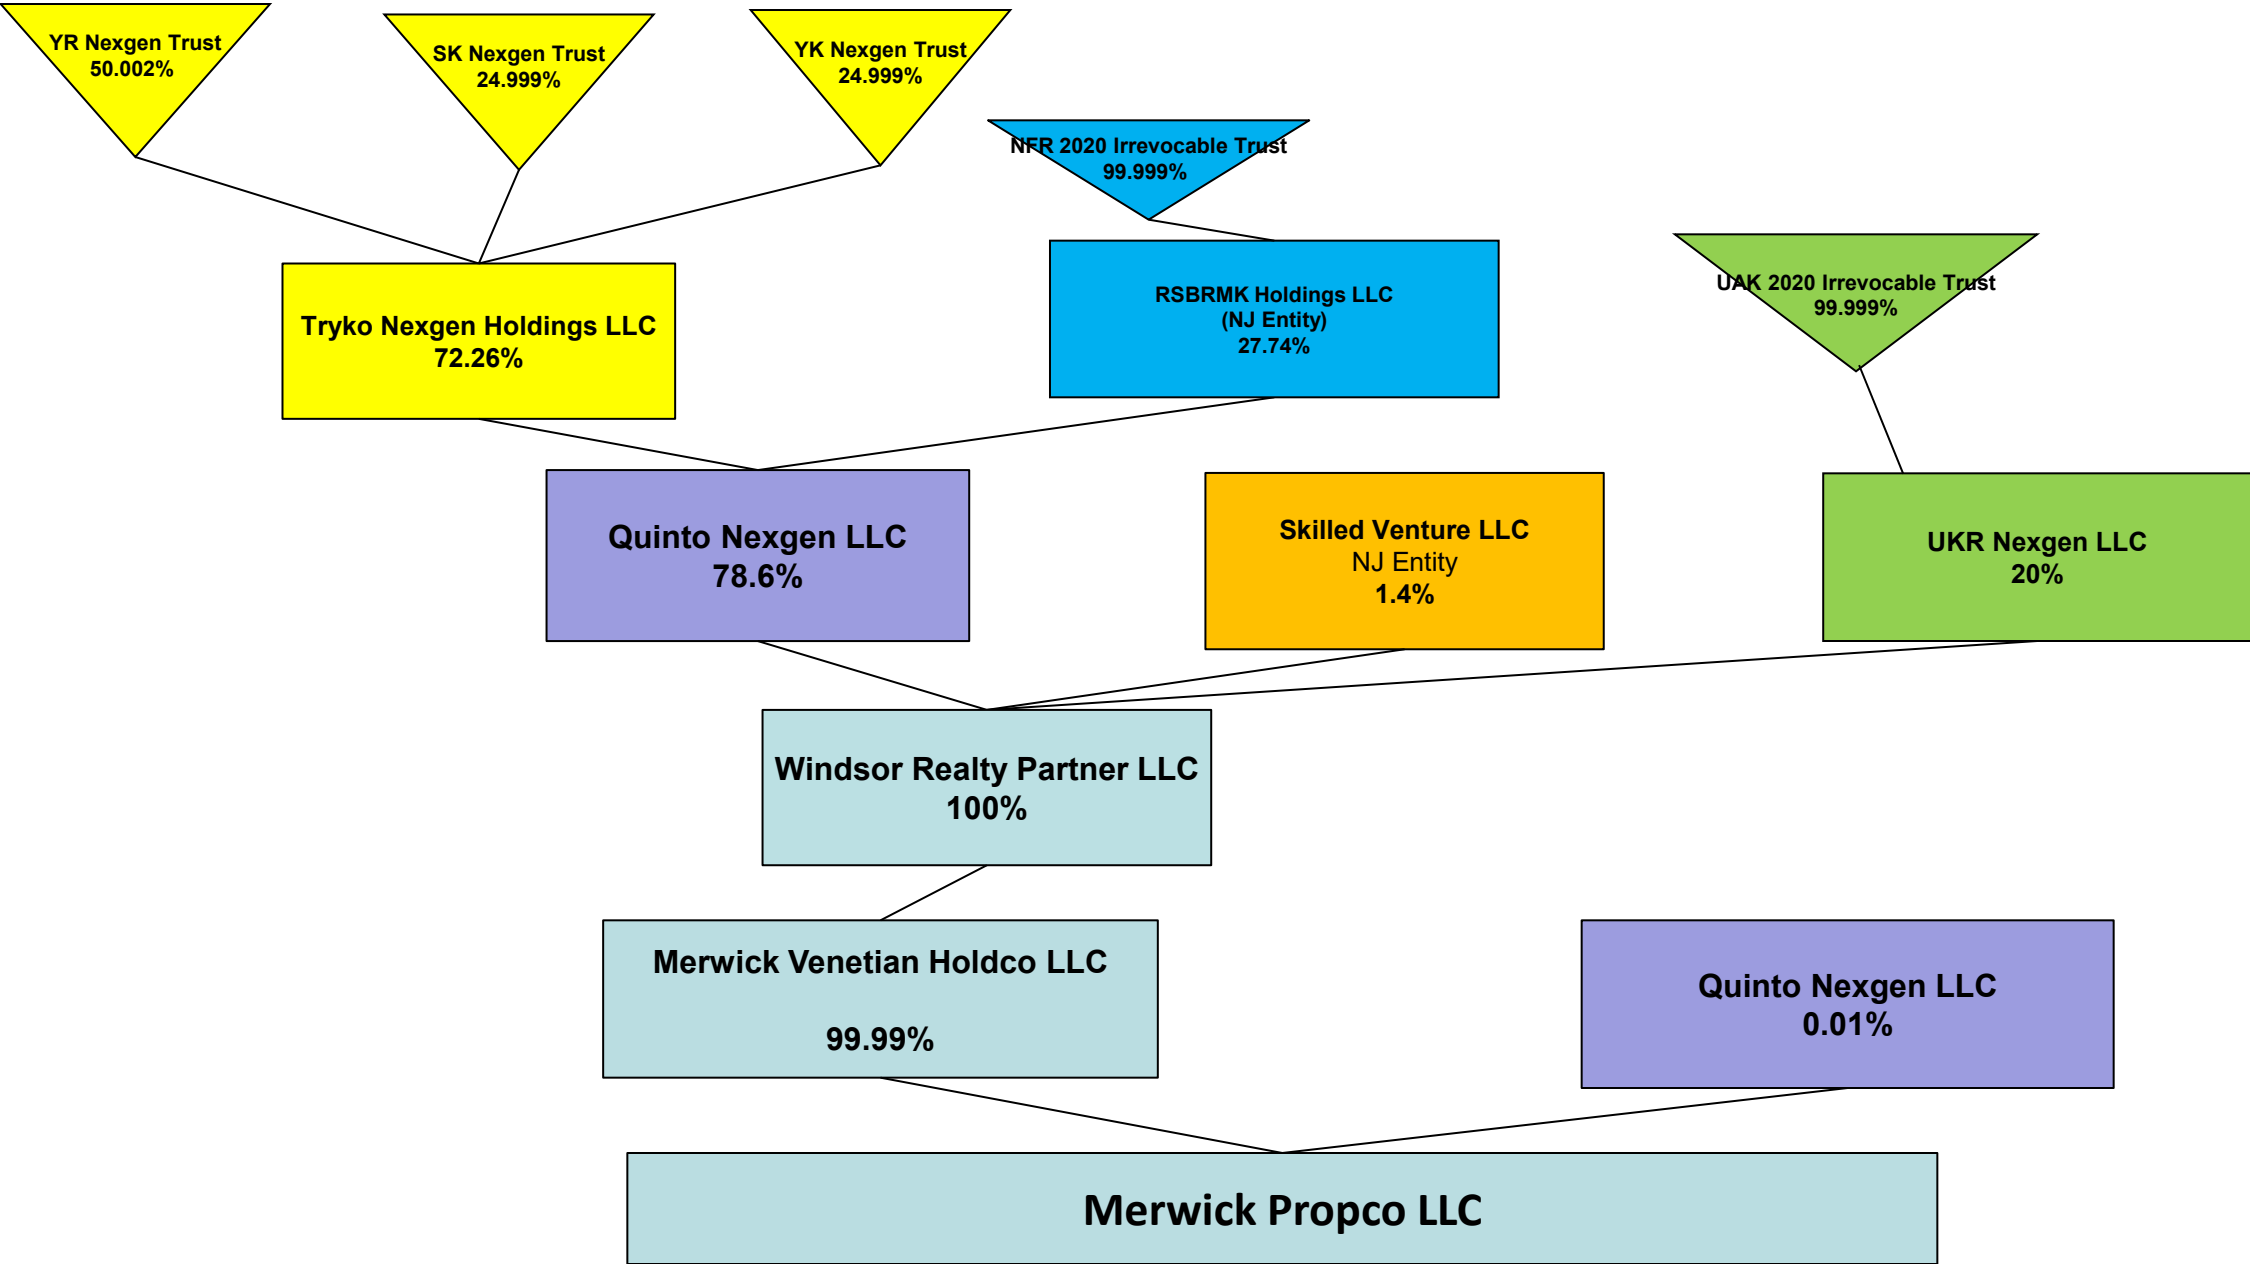 YR Nexgen Trust
50.002%
SK Nexgen Trust
24.999%
YK Nexgen Trust
24.999%
NFR 2020 Irrevocable Trust
99.999%
UAK 2020 Irrevocable Trust
99.999%
Tryko Nexgen Holdings LLC
72.26%
RSBRMK Holdings LLC
(NJ Entity)
27.74%
Quinto Nexgen LLC
78.6%
Skilled Venture LLC
NJ Entity
1.4%
UKR Nexgen LLC
20%
Windsor Realty Partner LLC
100%
Merwick Venetian Holdco LLC
99.99%
Quinto Nexgen LLC
0.01%
Merwick Propco LLC